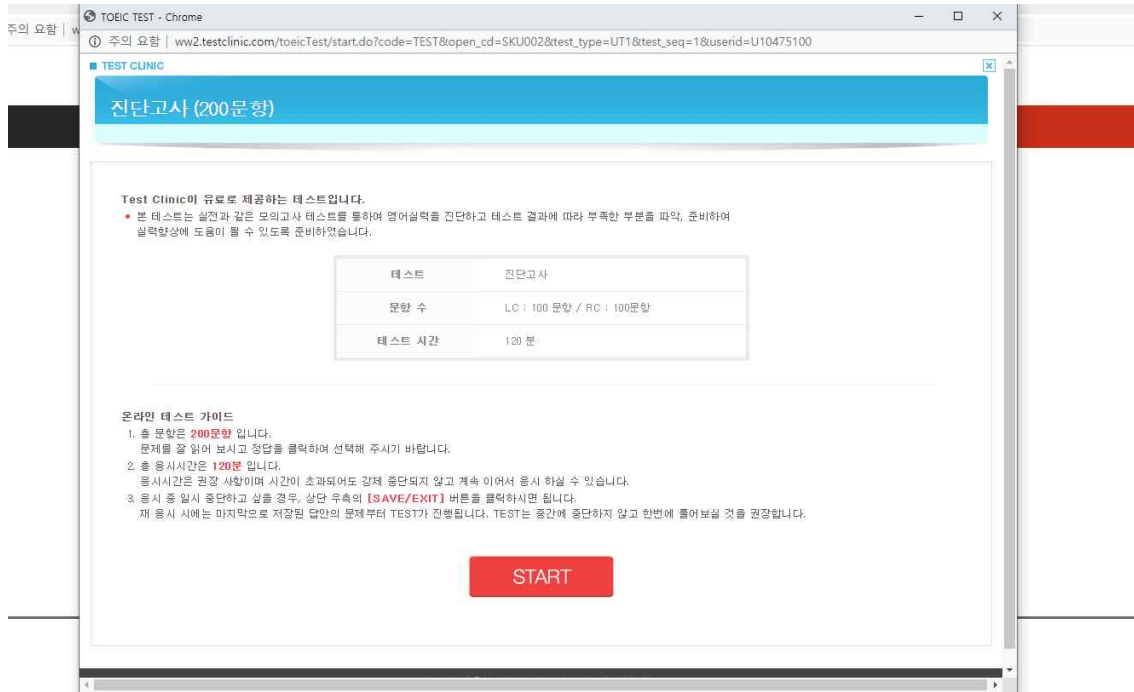 TOEIC TEST - Chrome
주의 요함 | w
주의 요함 | ww2.testclinic.com/toeicTest/start.do?code=TEST&open_cd=SKU002&test_type=UT1&test_seq=1&userid=U10475100
TEST CLINIC
진단고사 (200문항)
Test Clinic이 유료로 제공하는 테스트입니다.
• 본 테스트는 실전과 같은 모의고사 테스트를 통하여 영어실력을 진단하고 테스트 결과에 따라 부족한 부분을 파악, 준비하여
실력향상에 도움이 될 수 있도록 준비하였습니다.
테스트 진단고사
문항 수 LC : 100 문항 / RC : 100문항
테스트 시간 120 분
온라인 테스트 가이드
1. 총 문항은 200문항 입니다.
문제를 잘 읽어 보시고 정답을 클릭하여 선택해 주시기 바랍니다.
2. 총 응시시간은 120분 입니다.
응시시간은 권장 사항이며 시간이 초과되어도 강제 중단되지 않고 계속 이어서 응시 하실 수 있습니다.
3. 응시 중 일시 중단하고 싶을 경우, 상단 우측의 [SAVE/EXIT] 버튼을 클릭하시면 됩니다.
재 응시 시에는 마지막으로 저장된 답안의 문제부터 TEST가 진행됩니다. TEST는 중간에 중단하지 않고 한번에 풀어보실 것을 권장합니다.
START